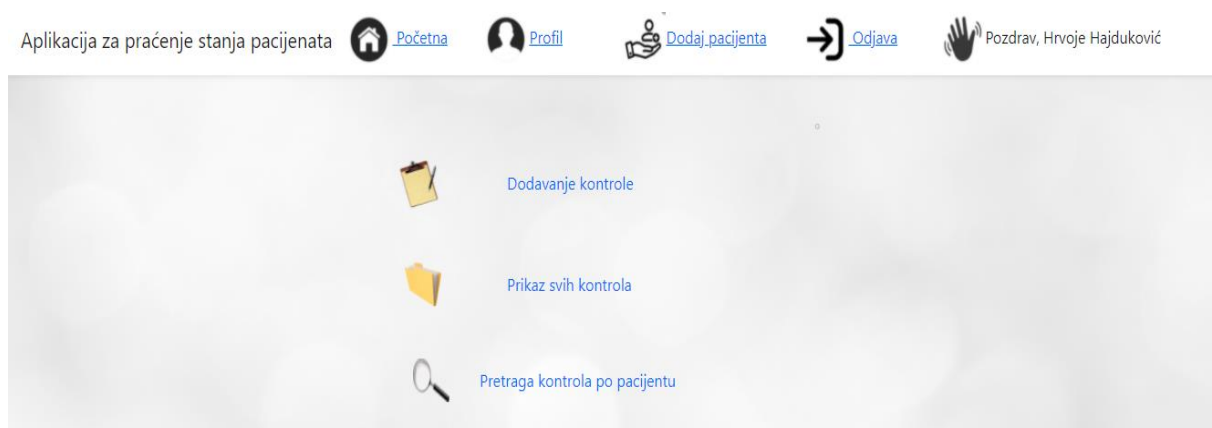 Aplikacija za praćenje stanja pacijenata Početna Profil Dodaj pacijenta Odjava Pozdrav, Hrvoje Hajduković
Dodavanje kontrole
Prikaz svih kontrola
Pretraga kontrola po pacijentu